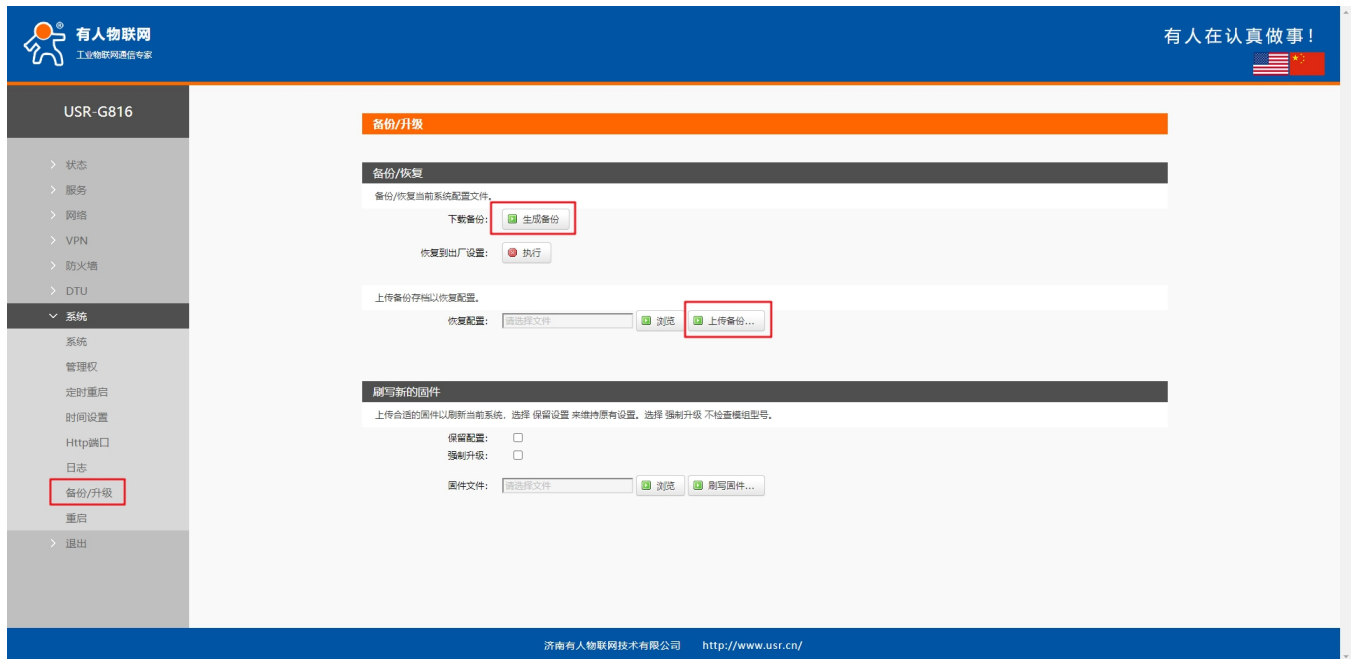 有人物联网
®
工业物联网通信专家
有人在认真做事!
USR-G816
状态
服务
网络
VPN
防火墙
DTU
系统
系统
管理权
定时重启
时间设置
Http端口
日志
备份/升级
重启
退出
备份/升级
备份/恢复
备份/恢复当前系统配置文件。
下载备份: 生成备份
恢复到出厂设置: 执行
上传备份存档以恢复配置。
恢复配置: 请选择文件 浏览 上传备份...
刷写新的固件
上传合适的固件以刷新当前系统, 选择 保留设置 来维持原有设置。选择 强制升级 不检查模组型号。
保留配置:
强制升级:
固件文件: 请选择文件 浏览 刷写固件...
济南有人物联网技术有限公司 http://www.usr.cn/